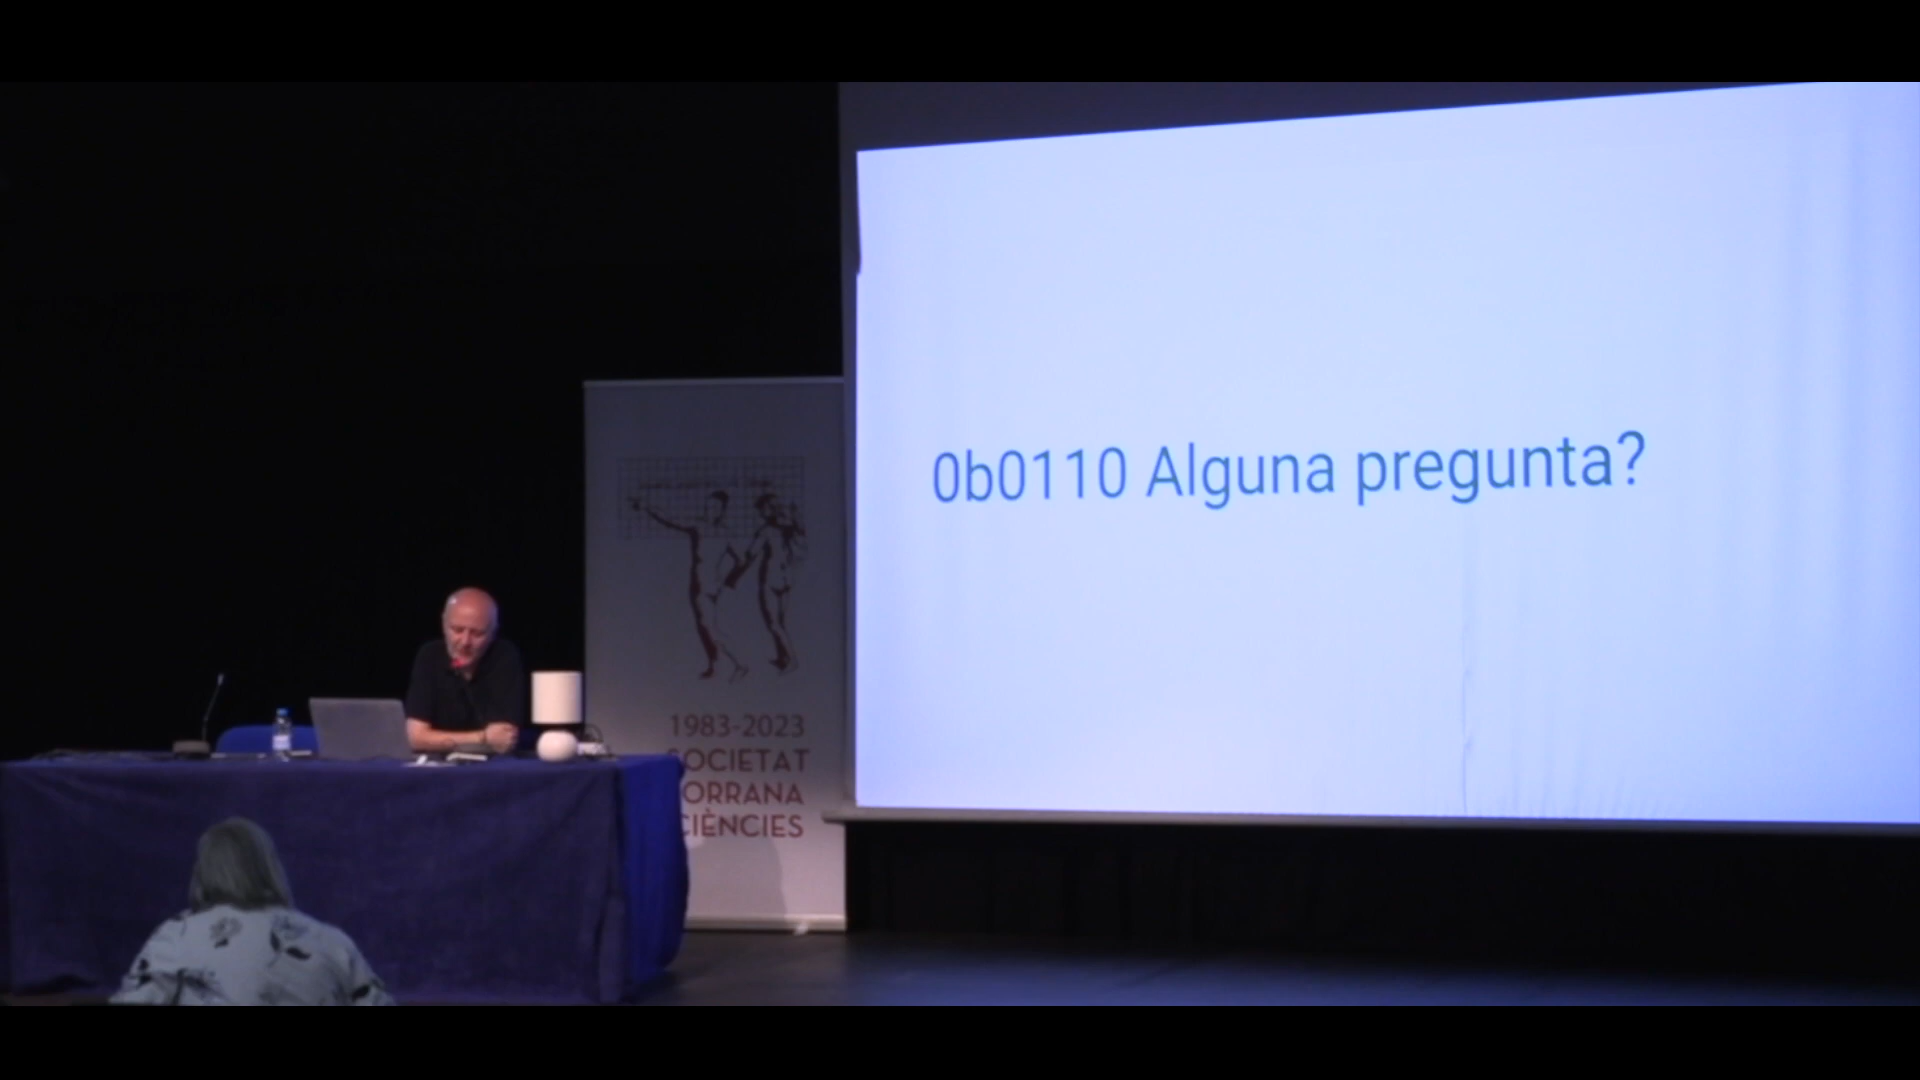 0b0110 Alguna pregunta?
1983-2023
OCIETAT
ORRANA
CIÈNCIES